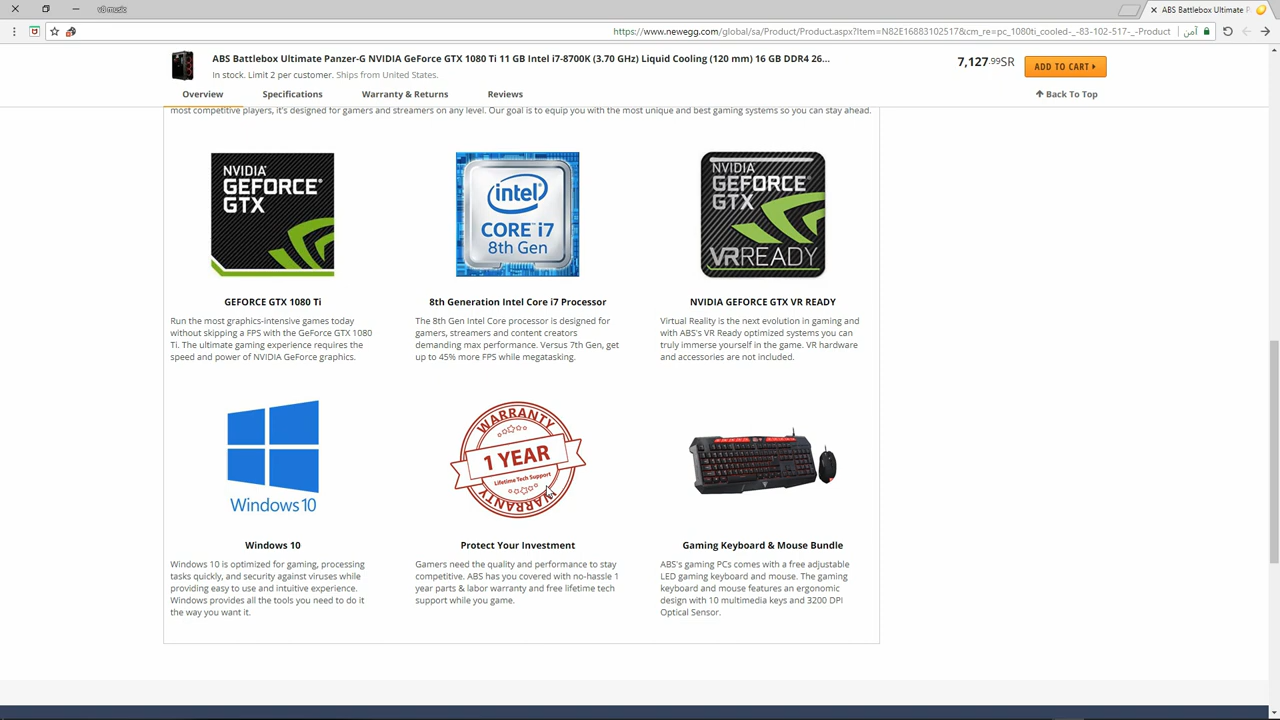 v8 music
ABS Battlebox Ultimate P
https://www.newegg.com/global/sa/Product/Product.aspx?Item=N82E16883102517&cm_re=pc_1080ti_cooled-_-83-102-517-_-Product
آمن
ABS Battlebox Ultimate Panzer-G NVIDIA GeForce GTX 1080 Ti 11 GB Intel i7-8700K (3.70 GHz) Liquid Cooling (120 mm) 16 GB DDR4 26...
In stock. Limit 2 per customer. Ships from United States.
7,127.99SR
ADD TO CART
Overview
Specifications
Warranty & Returns
Reviews
Back To Top
most competitive players, it's designed for gamers and streamers on any level. Our goal is to equip you with the most unique and best gaming systems so you can stay ahead.
NVIDIA
GEFORCE
GTX
intel
CORE i7
8th Gen
NVIDIA
GEFORCE
GTX
VRREADY
GEFORCE GTX 1080 Ti
Run the most graphics-intensive games today
without skipping a FPS with the GeForce GTX 1080
Ti. The ultimate gaming experience requires the
speed and power of NVIDIA GeForce graphics.
8th Generation Intel Core i7 Processor
The 8th Gen Intel Core processor is designed for
gamers, streamers and content creators
demanding max performance. Versus 7th Gen, get
up to 45% more FPS while megatasking.
NVIDIA GEFORCE GTX VR READY
Virtual Reality is the next evolution in gaming and
with ABS's VR Ready optimized systems you can
truly immerse yourself in the game. VR hardware
and accessories are not included.
Windows 10
WARRANTY
1 YEAR
Lifetime Tech Support
WARRANTY
Windows 10
Windows 10 is optimized for gaming, processing
tasks quickly, and security against viruses while
providing easy to use and intuitive experience.
Windows provides all the tools you need to do it
the way you want it.
Protect Your Investment
Gamers need the quality and performance to stay
competitive. ABS has you covered with no-hassle 1
year parts & labor warranty and free lifetime tech
support while you game.
Gaming Keyboard & Mouse Bundle
ABS's gaming PCs comes with a free adjustable
LED gaming keyboard and mouse. The gaming
keyboard and mouse features an ergonomic
design with 10 multimedia keys and 3200 DPI
Optical Sensor.